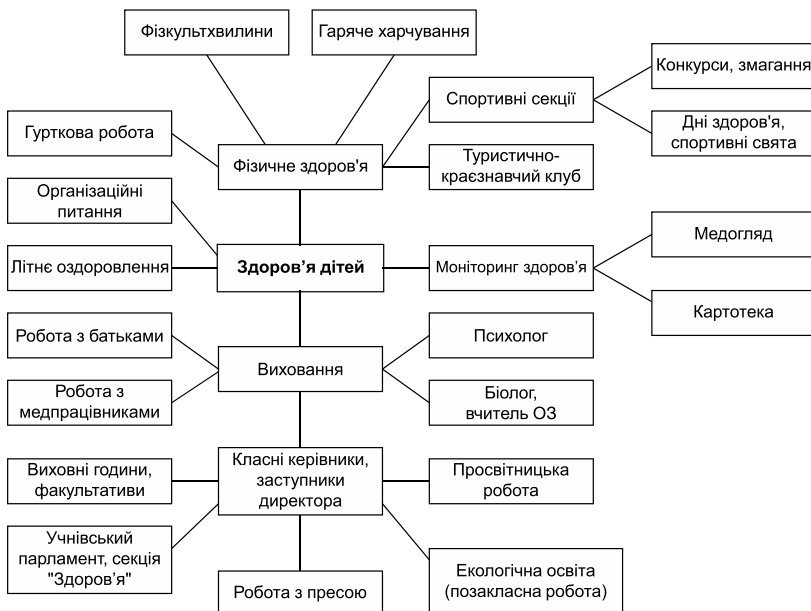 Фізкультхвилини
Гаряче харчування
Спортивні секції
Конкурси, змагання
Гурткова робота
Дні здоров'я,
спортивні свята
Фізичне здоров'я
Туристично-
краєзнавчий клуб
Організаційні
питання
Медогляд
Літнє оздоровлення
Здоров’я дітей
Моніторинг здоров’я
Картотека
Робота з батьками
Психолог
Виховання
Робота з
медпрацівниками
Біолог,
вчитель ОЗ
Класні керівники,
заступники
директора
Виховні години,
факультативи
Просвітницька
робота
Учнівський
парламент, секція
"Здоров’я"
Робота з пресою
Екологічна освіта
(позакласна робота)